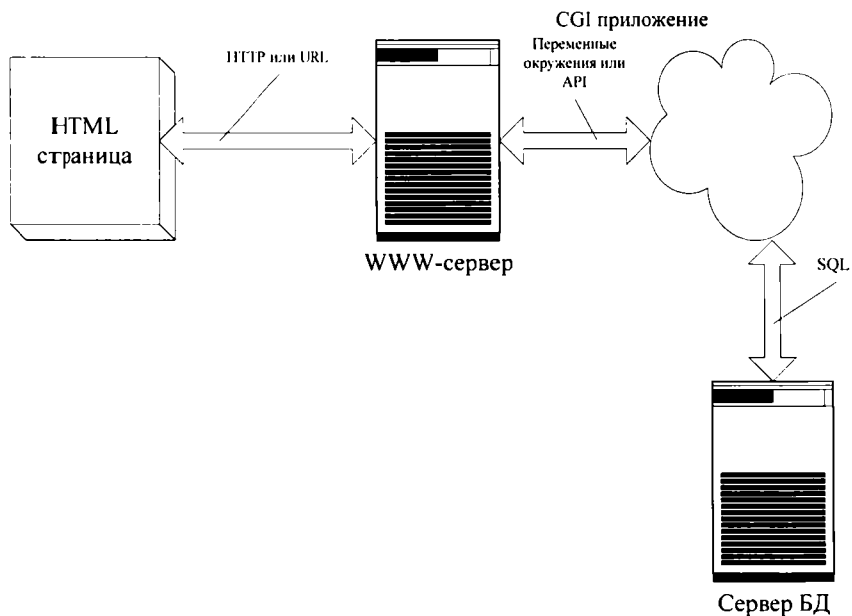 CGI приложение
HTTP или URL
Переменные
окружения или
API
HTML
страница
WWW-сервер
SQL
Сервер БД